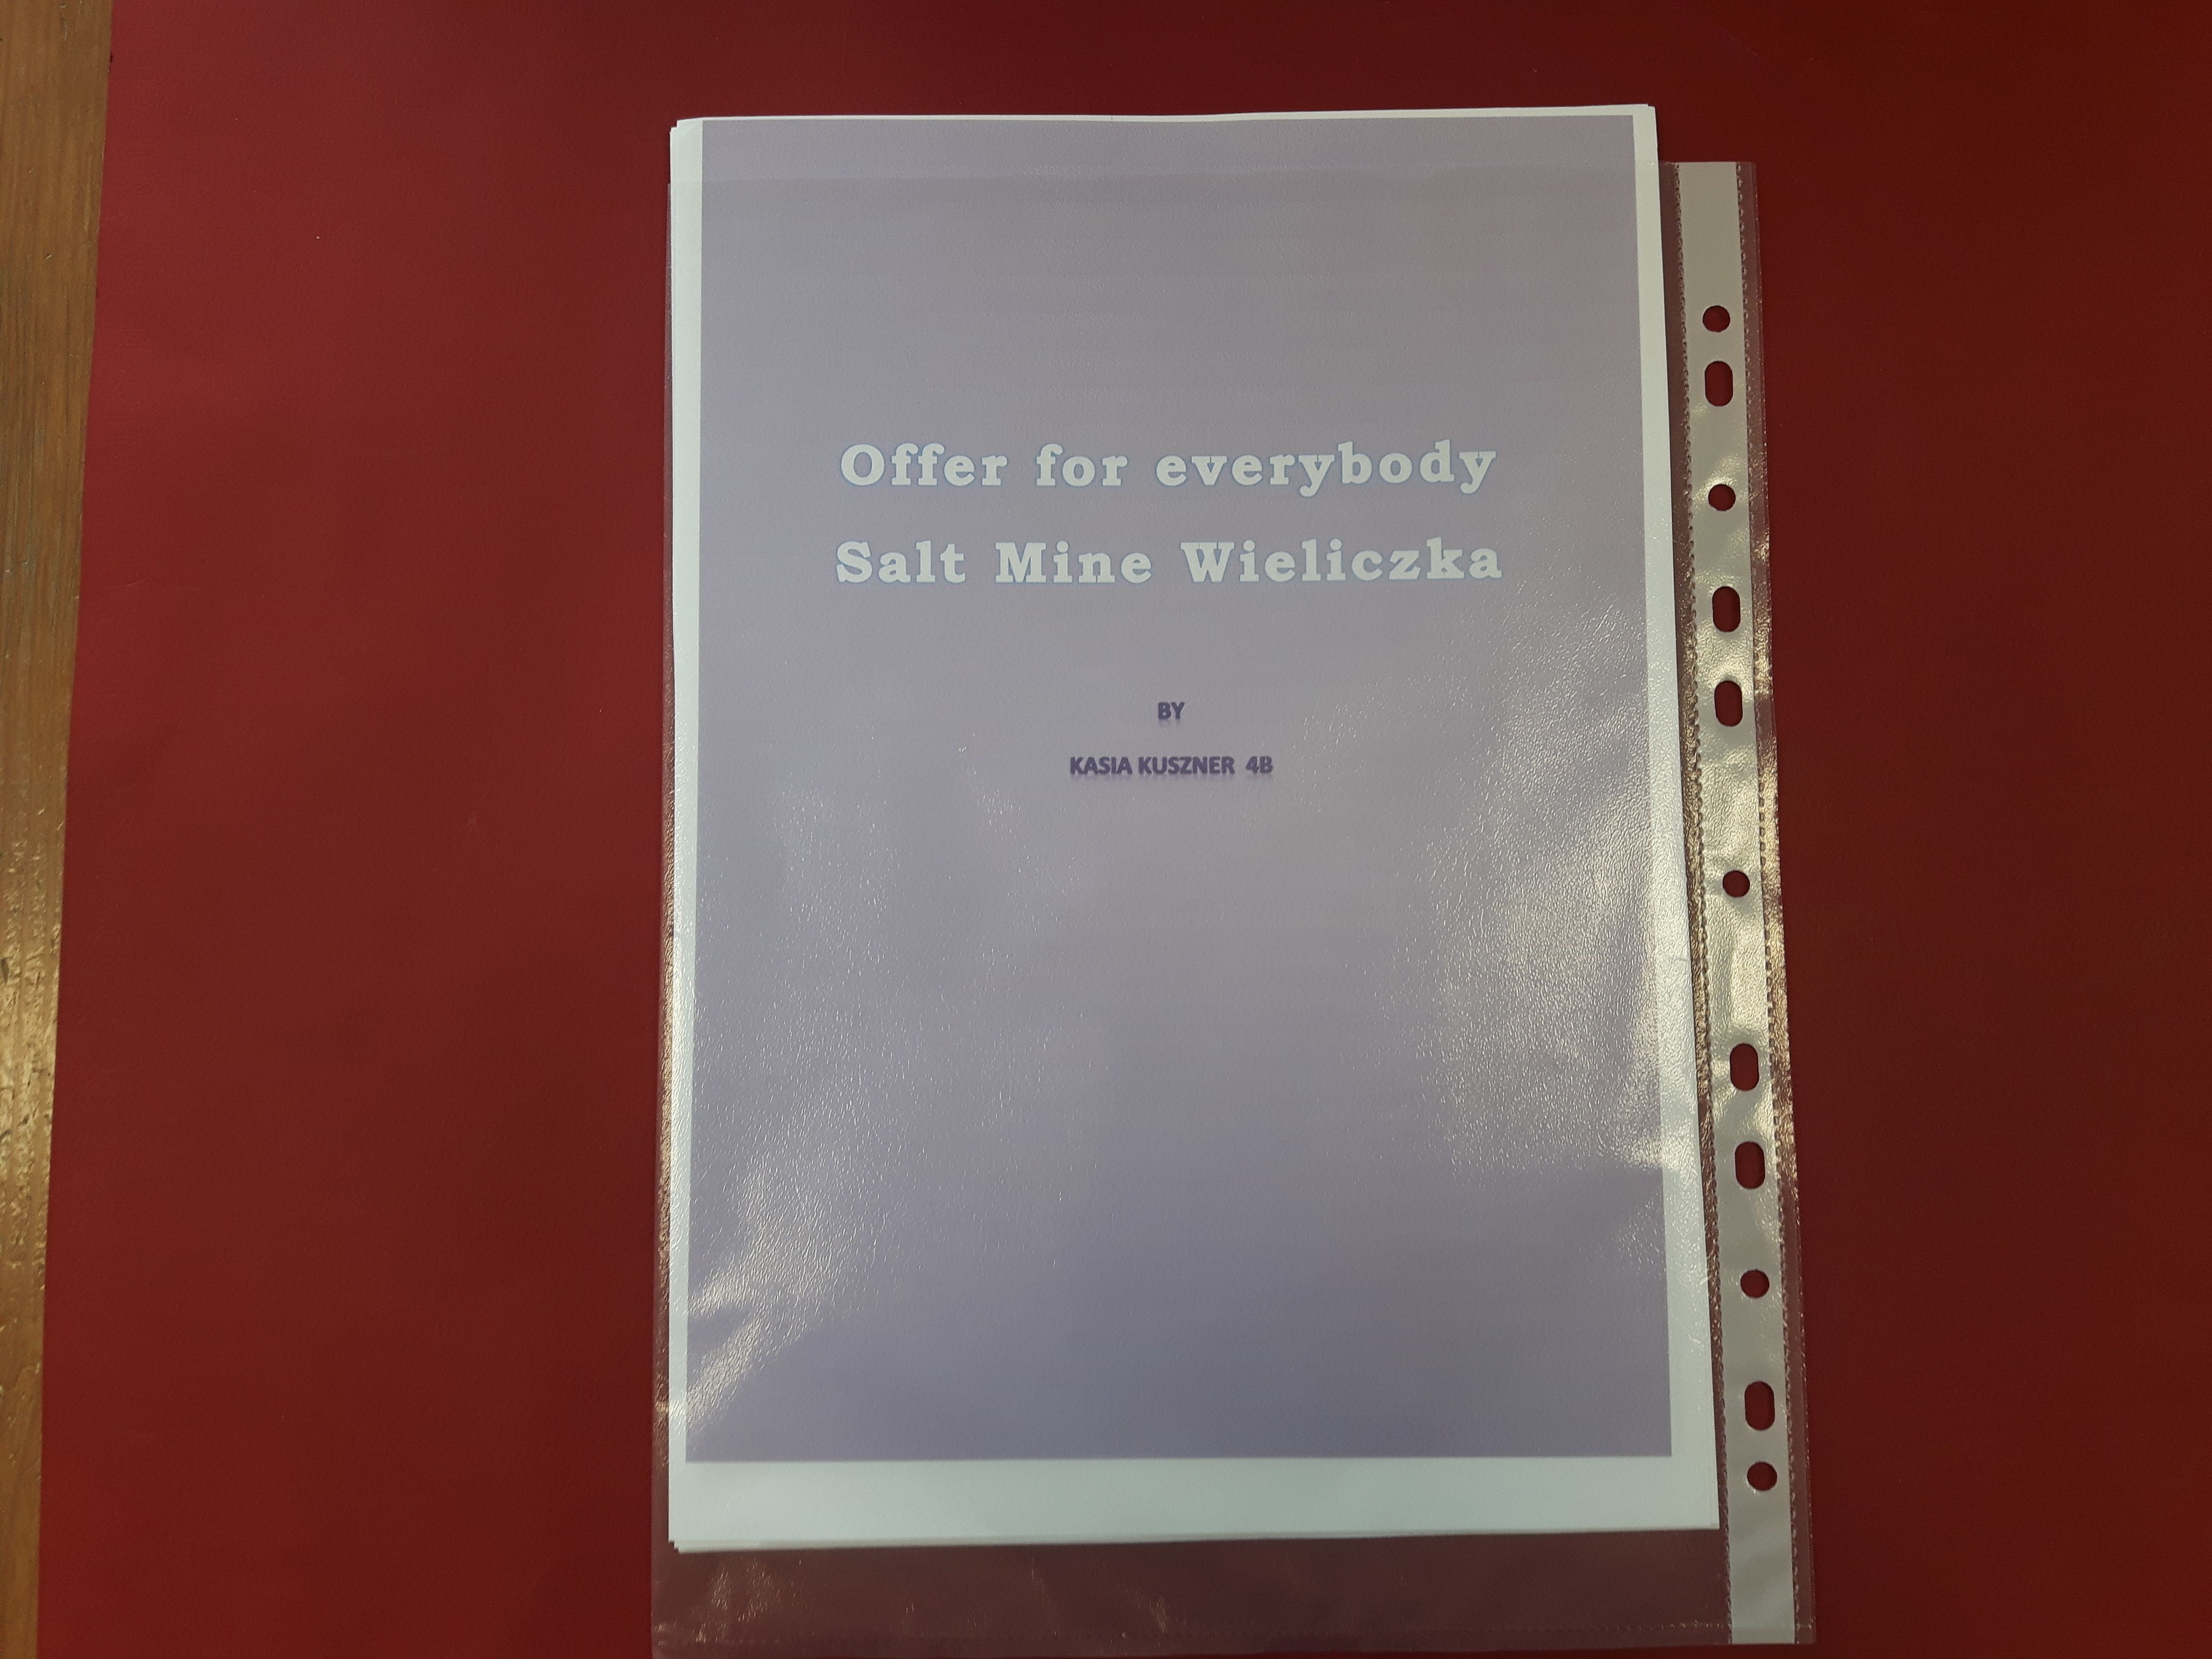 Offer for everybody
Salt Mine Wieliczka
BY
KASIA KUSZNER 4B